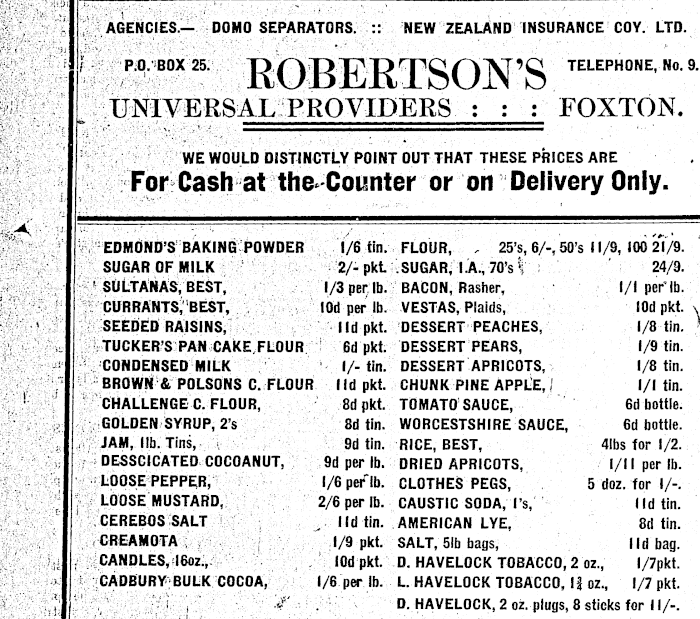 AGENCIES.— DOMO SEPARATORS. :: NEW ZEALAND INSURANCE COY. LTD.
P.O. BOX 25. ROBERTSON'S TELEPHONE, No. 9.
UNIVERSAL PROVIDERS : : : FOXTON.
WE WOULD DISTINCTLY POINT OUT THAT THESE PRICES ARE
For Cash at the Counter or on Delivery Only.
EDMOND'S BAKING POWDER 1/6 tin.
SUGAR OF MILK 2/- pkt.
SULTANAS, BEST, 1/3 per lb.
CURRANTS, BEST, 10d per lb.
SEEDED RAISINS, 11d pkt.
TUCKER'S PAN CAKE FLOUR 6d pkt.
CONDENSED MILK 1/- tin.
BROWN & POLSONS C. FLOUR 11d pkt.
CHALLENGE C. FLOUR, 8d pkt.
GOLDEN SYRUP, 2's 8d tin.
JAM, 1lb. Tins, 9d tin.
DESSCICATED COCOANUT, 9d per lb.
LOOSE PEPPER, 1/6 per lb.
LOOSE MUSTARD, 2/6 per lb.
CEREBOS SALT 11d tin.
CREAMOTA 1/9 pkt.
CANDLES, 16oz., 10d pkt.
CADBURY BULK COCOA, 1/6 per lb.
FLOUR, 25's, 6/-, 50's 11/9, 100 21/9.
SUGAR, I.A., 70's 24/9.
BACON, Rasher, 1/1 per lb.
VESTAS, Plaids, 10d pkt.
DESSERT PEACHES, 1/8 tin.
DESSERT PEARS, 1/9 tin.
DESSERT APRICOTS, 1/8 tin.
CHUNK PINE APPLE, 1/1 tin.
TOMATO SAUCE, 6d bottle.
WORCESTSHIRE SAUCE, 6d bottle.
RICE, BEST, 4lbs for 1/2.
DRIED APRICOTS, 1/11 per lb.
CLOTHES PEGS, 5 doz. for 1/-.
CAUSTIC SODA, 1's, 11d tin.
AMERICAN LYE, 8d tin.
SALT, 5lb bags, 11d bag.
D. HAVELOCK TOBACCO, 2 oz., 1/7pkt.
L. HAVELOCK TOBACCO, 1¾ oz., 1/7 pkt.
D. HAVELOCK, 2 oz. plugs, 8 sticks for 11/-.